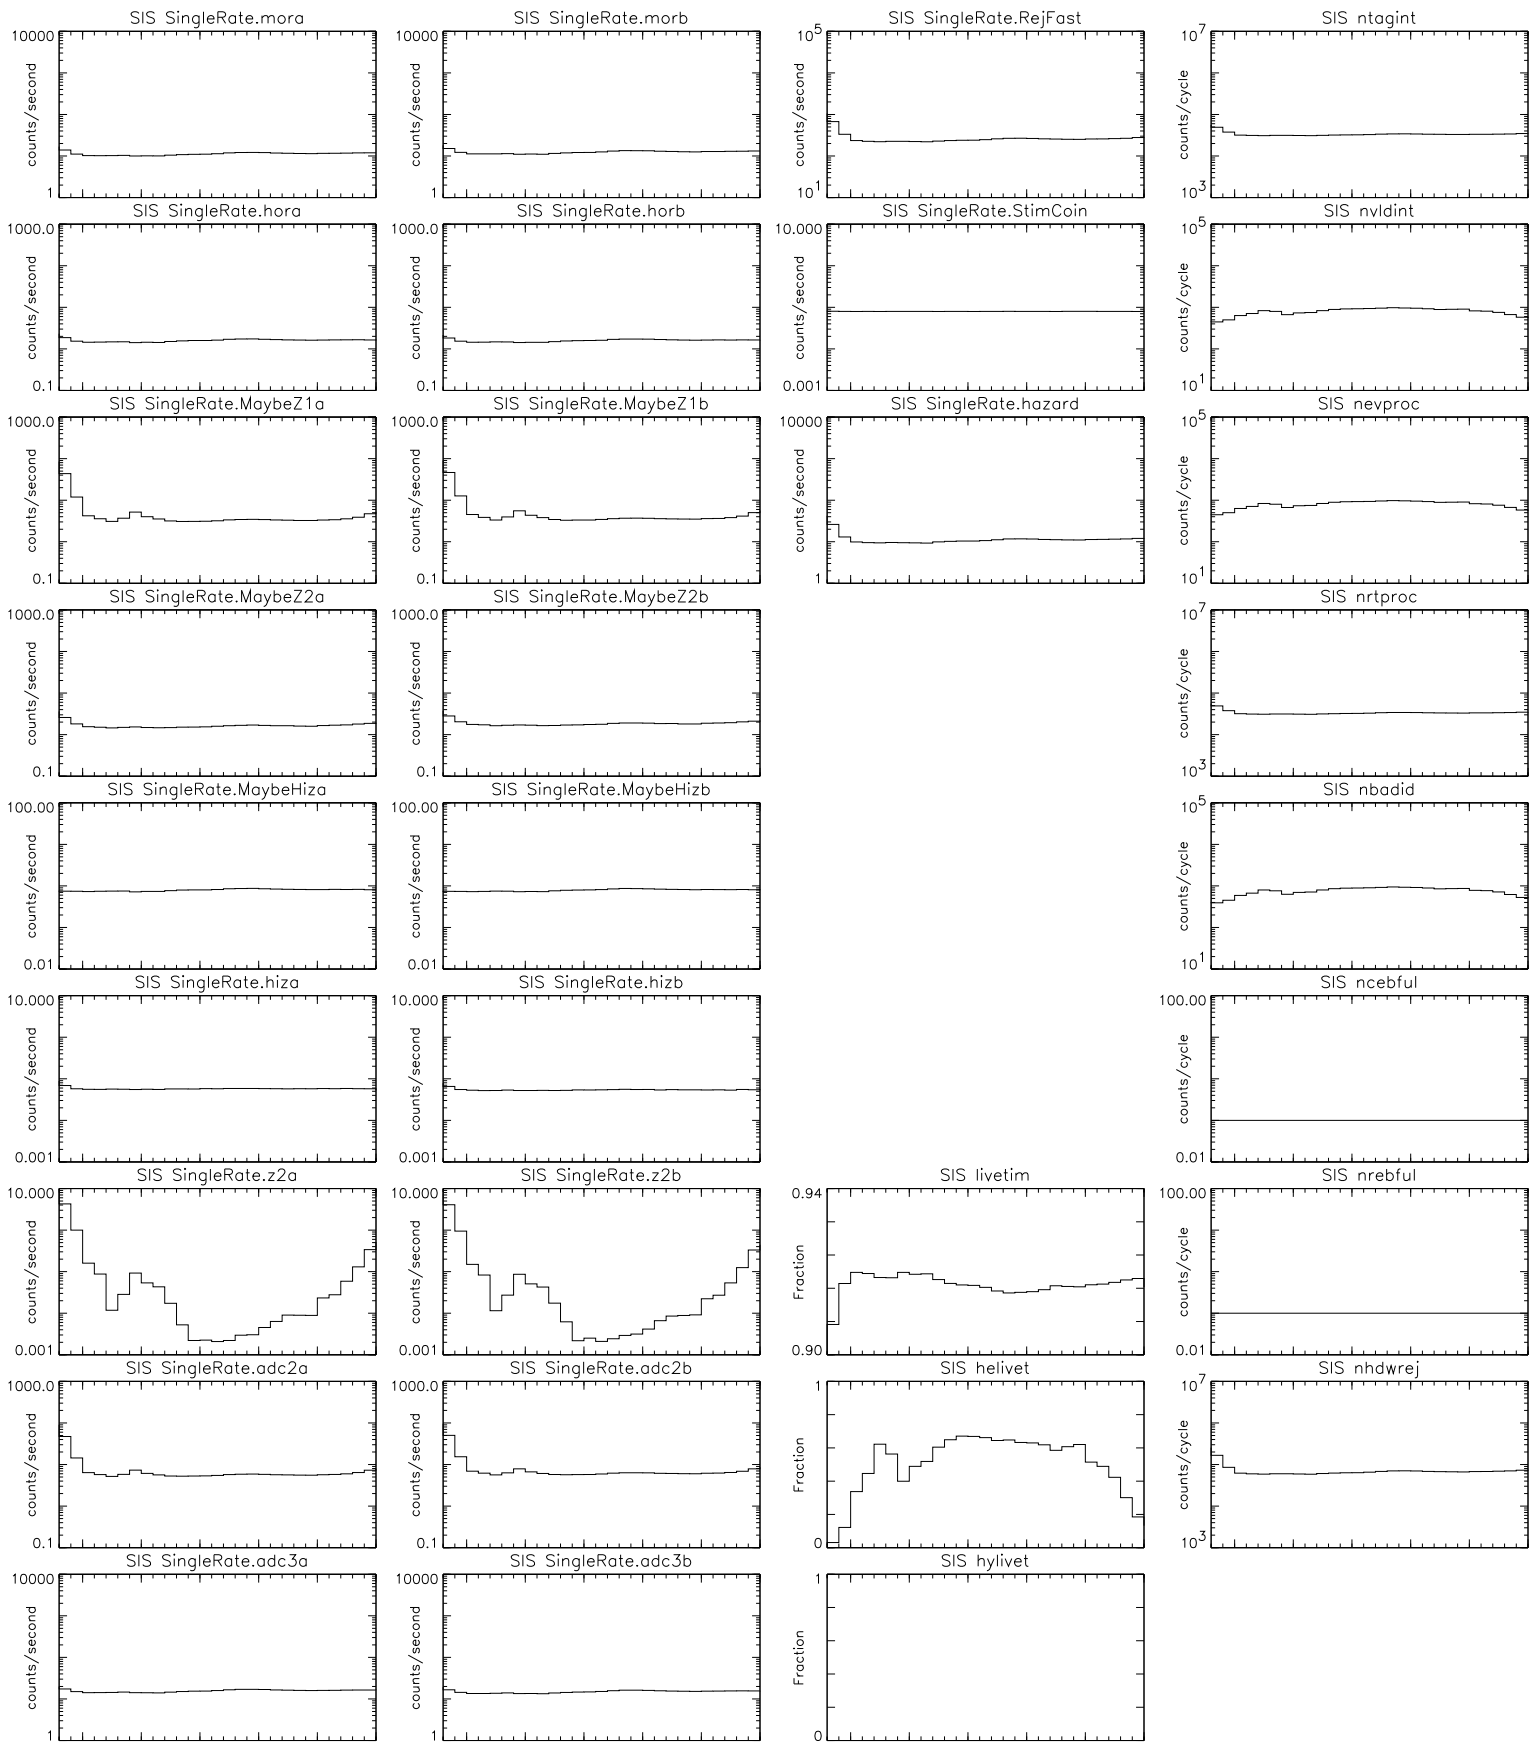 SIS SingleRate.mora
10000
counts/second
1
SIS SingleRate.morb
10000
counts/second
1
SIS SingleRate.RejFast
10^5
counts/second
10^1
SIS ntagint
10^7
counts/cycle
10^3
SIS SingleRate.hora
1000.0
counts/second
0.1
SIS SingleRate.horb
1000.0
counts/second
0.1
SIS SingleRate.StimCoin
10.000
counts/second
0.001
SIS nvldint
10^5
counts/cycle
10^1
SIS SingleRate.MaybeZ1a
1000.0
counts/second
0.1
SIS SingleRate.MaybeZ1b
1000.0
counts/second
0.1
SIS SingleRate.hazard
10000
counts/second
1
SIS nevproc
10^5
counts/cycle
10^1
SIS SingleRate.MaybeZ2a
1000.0
counts/second
0.1
SIS SingleRate.MaybeZ2b
1000.0
counts/second
0.1
SIS nrtproc
10^7
counts/cycle
10^3
SIS SingleRate.MaybeHiza
100.00
counts/second
0.01
SIS SingleRate.MaybeHizb
100.00
counts/second
0.01
SIS nbadid
10^5
counts/cycle
10^1
SIS SingleRate.hiza
10.000
counts/second
0.001
SIS SingleRate.hizb
10.000
counts/second
0.001
SIS ncebful
100.00
counts/cycle
0.01
SIS SingleRate.z2a
10.000
counts/second
0.001
SIS SingleRate.z2b
10.000
counts/second
0.001
SIS livetim
0.94
Fraction
0.90
SIS nrebful
100.00
counts/cycle
0.01
SIS SingleRate.adc2a
1000.0
counts/second
0.1
SIS SingleRate.adc2b
1000.0
counts/second
0.1
SIS helivet
1
Fraction
0
SIS nhdwrej
10^7
counts/cycle
10^3
SIS SingleRate.adc3a
10000
counts/second
1
SIS SingleRate.adc3b
10000
counts/second
1
SIS hylivet
1
Fraction
0